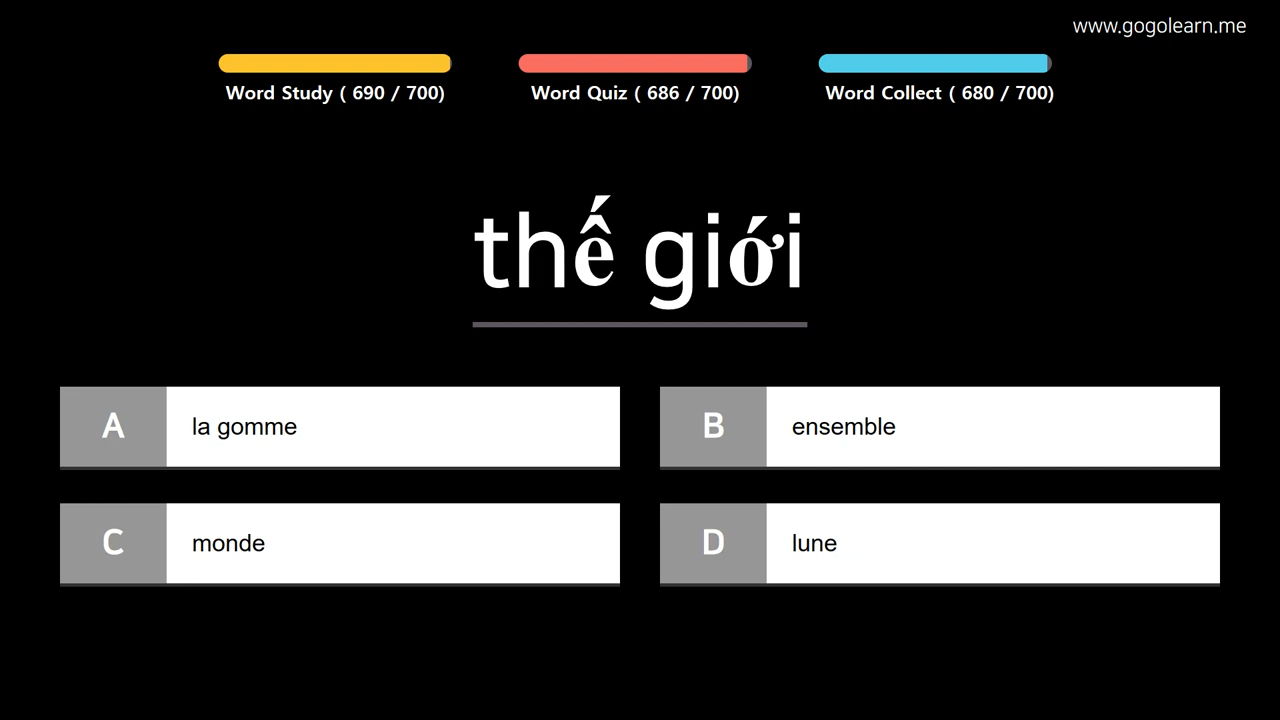 www.gogolearn.me
Word Study ( 690 / 700)
Word Quiz ( 686 / 700)
Word Collect ( 680 / 700)
thế giới
A la gomme
B ensemble
C monde
D lune